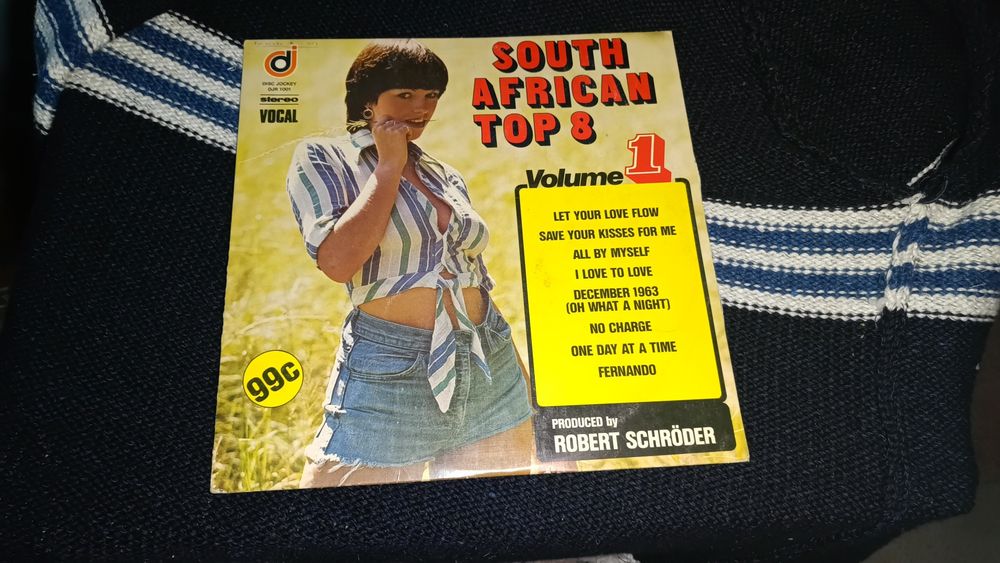 dj
DISC JOCKEY
DJR 1001
stereo
VOCAL
SOUTH
AFRICAN
TOP 8
Volume 1
LET YOUR LOVE FLOW
SAVE YOUR KISSES FOR ME
ALL BY MYSELF
I LOVE TO LOVE
DECEMBER 1963
(OH WHAT A NIGHT)
NO CHARGE
ONE DAY AT A TIME
FERNANDO
99c
PRODUCED by
ROBERT SCHRÖDER